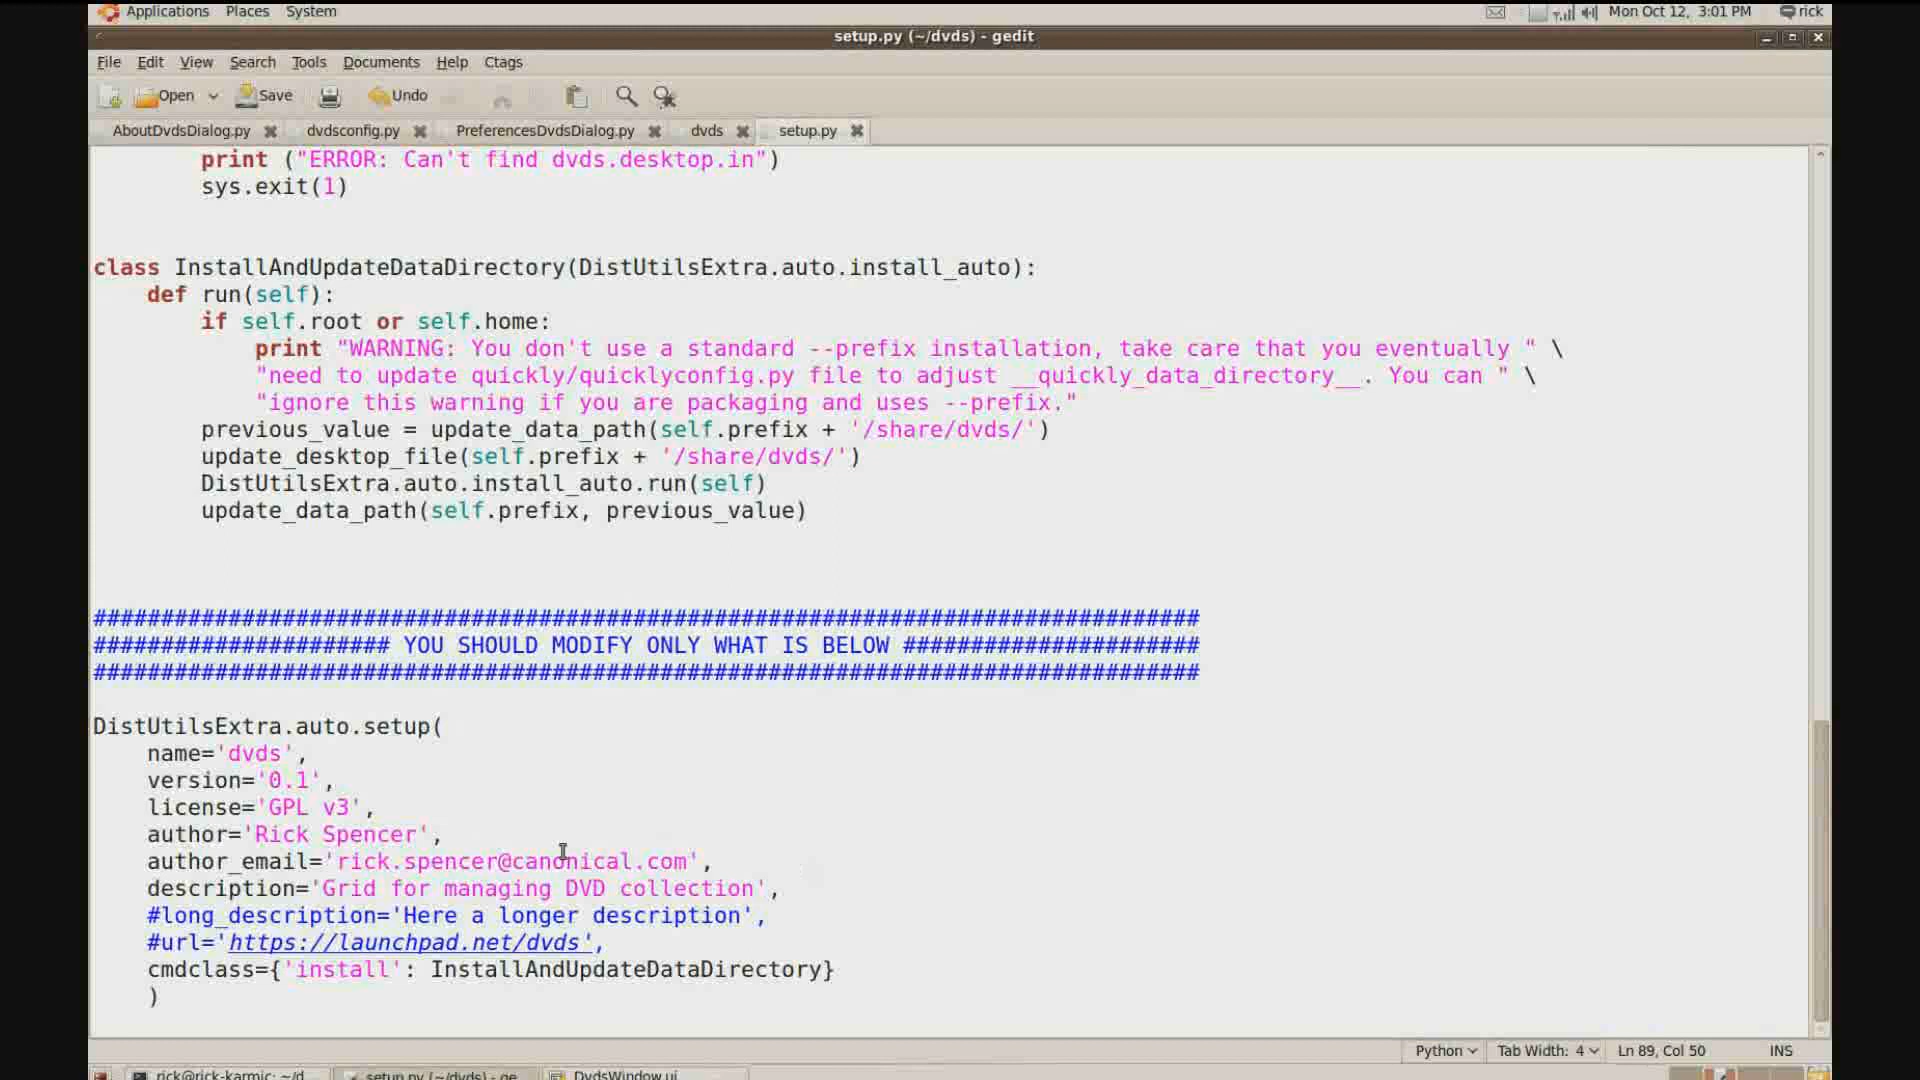 Applications Places System Mon Oct 12, 3:01 PM rick
setup.py (~/dvds) - gedit
File Edit View Search Tools Documents Help Ctags
Open Save Undo
AboutDvdsDialog.py dvdsconfig.py PreferencesDvdsDialog.py dvds setup.py
print ("ERROR: Can't find dvds.desktop.in")
sys.exit(1)
class InstallAndUpdateDataDirectory(DistUtilsExtra.auto.install_auto):
def run(self):
if self.root or self.home:
print "WARNING: You don't use a standard --prefix installation, take care that you eventually " \
"need to update quickly/quicklyconfig.py file to adjust __quickly_data_directory__. You can " \
"ignore this warning if you are packaging and uses --prefix."
previous_value = update_data_path(self.prefix + '/share/dvds/')
update_desktop_file(self.prefix + '/share/dvds/')
DistUtilsExtra.auto.install_auto.run(self)
update_data_path(self.prefix, previous_value)
##################################################################################
###################### YOU SHOULD MODIFY ONLY WHAT IS BELOW ######################
##################################################################################
DistUtilsExtra.auto.setup(
name='dvds',
version='0.1',
license='GPL v3',
author='Rick Spencer',
author_email='rick.spencer@canonical.com',
description='Grid for managing DVD collection',
#long_description='Here a longer description',
#url='https://launchpad.net/dvds',
cmdclass={'install': InstallAndUpdateDataDirectory}
)
Python Tab Width: 4 Ln 89, Col 50 INS
rick@rick-karmic: ~/d... setup.py (~/dvds) - ge... DvdsWindow.ui